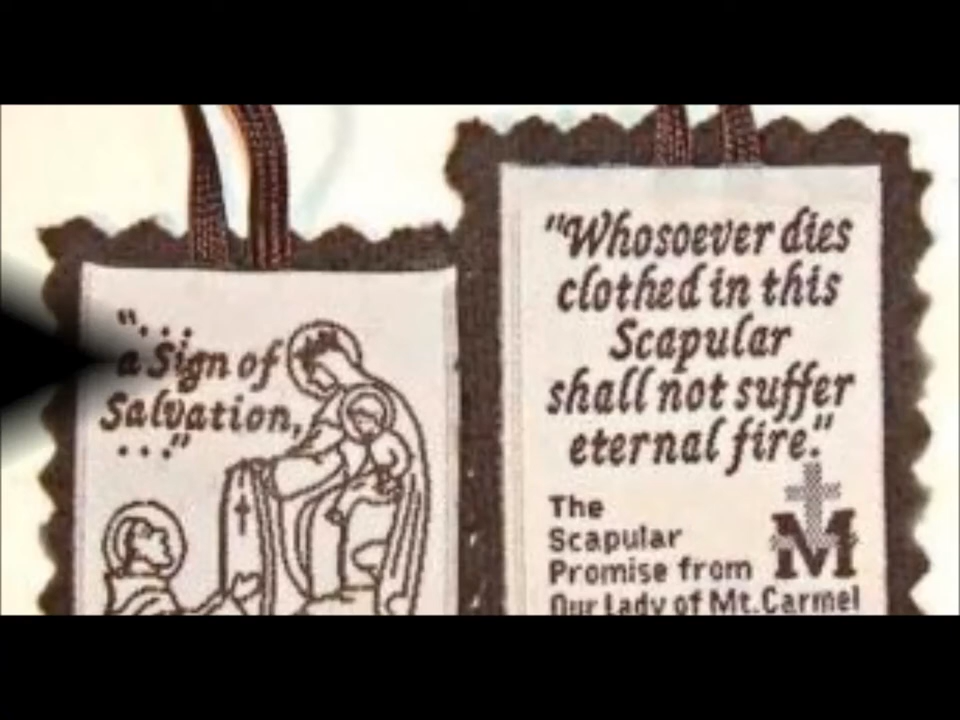 "...
a Sign of
Salvation,
..."
"Whosoever dies
clothed in this
Scapular
shall not suffer
eternal fire."
The
Scapular
Promise from
Our Lady of Mt. Carmel
M